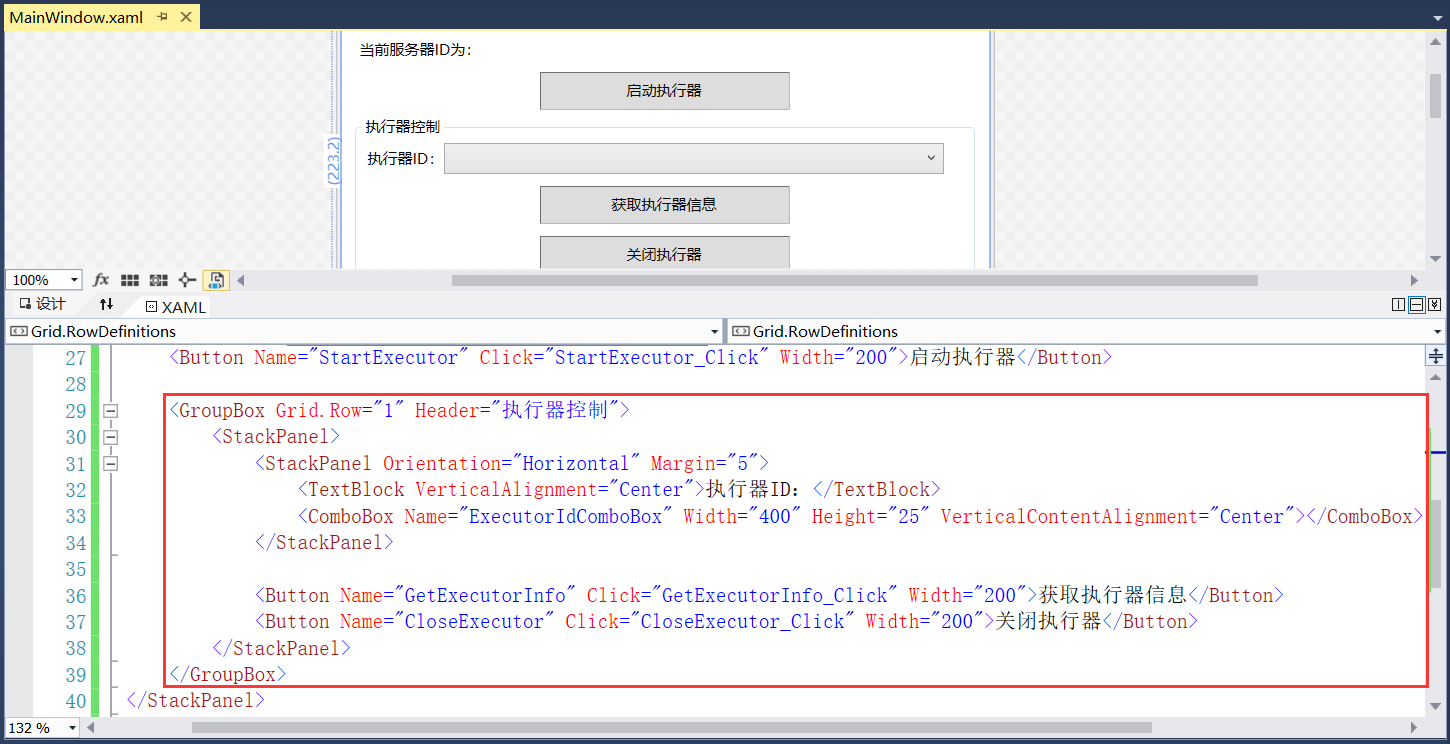 MainWindow.xaml
当前服务器ID为：
启动执行器
执行器控制
执行器ID：
(223.2)
获取执行器信息
关闭执行器
100%
fx
设计
XAML
Grid.RowDefinitions
Grid.RowDefinitions
27 <Button Name="StartExecutor" Click="StartExecutor_Click" Width="200">启动执行器</Button>
28
29 <GroupBox Grid.Row="1" Header="执行器控制">
30 <StackPanel>
31 <StackPanel Orientation="Horizontal" Margin="5">
32 <TextBlock VerticalAlignment="Center">执行器ID：</TextBlock>
33 <ComboBox Name="ExecutorIdComboBox" Width="400" Height="25" VerticalContentAlignment="Center"></ComboBox>
34 </StackPanel>
35
36 <Button Name="GetExecutorInfo" Click="GetExecutorInfo_Click" Width="200">获取执行器信息</Button>
37 <Button Name="CloseExecutor" Click="CloseExecutor_Click" Width="200">关闭执行器</Button>
38 </StackPanel>
39 </GroupBox>
40 </StackPanel>
132 %